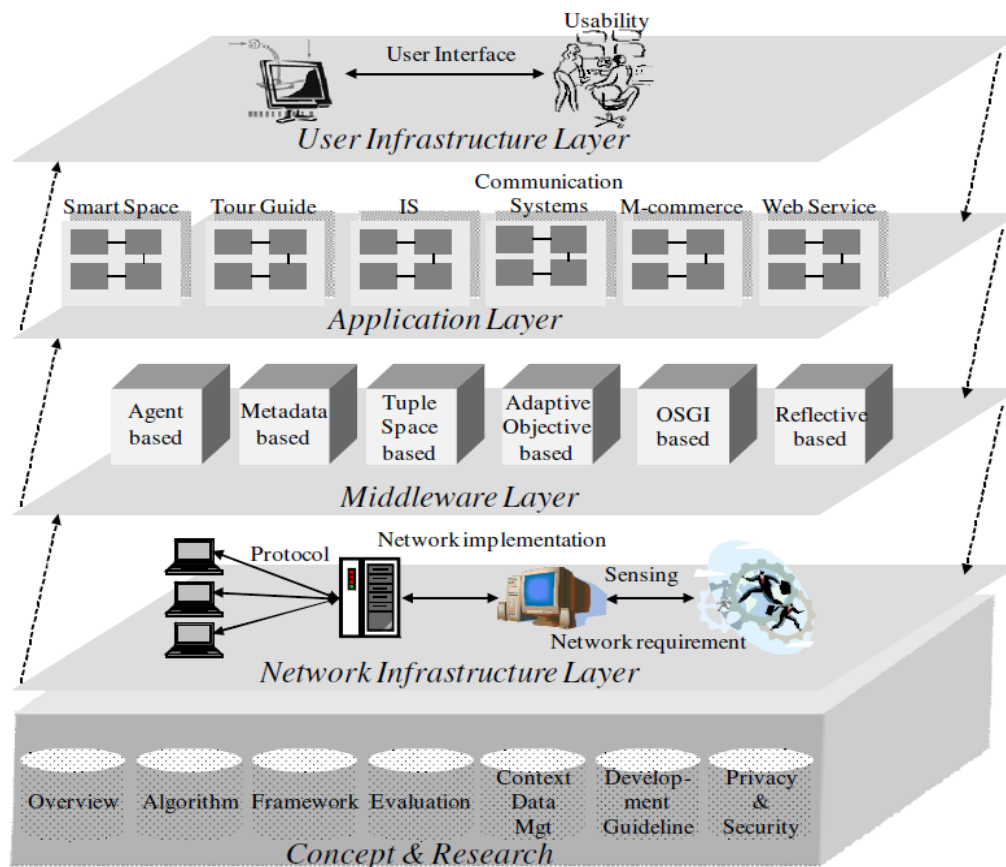 Usability
User Interface
User Infrastructure Layer
Communication
Smart Space
Tour Guide
IS
Systems
M-commerce
Web Service
Application Layer
Agent
based
Metadata
based
Tuple
Space
based
Adaptive
Objective
based
OSGI
based
Reflective
based
Middleware Layer
Protocol
Network implementation
Sensing
Network requirement
Network Infrastructure Layer
Overview
Algorithm
Framework
Evaluation
Context
Data
Mgt
Develop-
ment
Guideline
Privacy
&
Security
Concept & Research